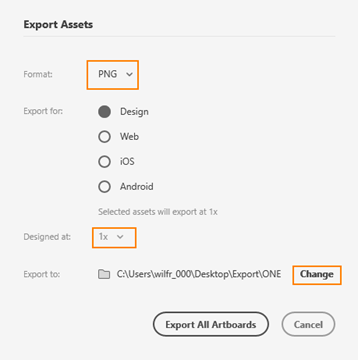 Export Assets
Format: PNG
Export for: Design
Web
iOS
Android
Selected assets will export at 1x
Designed at: 1x
Export to: C:\Users\wilfr_000\Desktop\Export\ONE Change
Export All Artboards Cancel